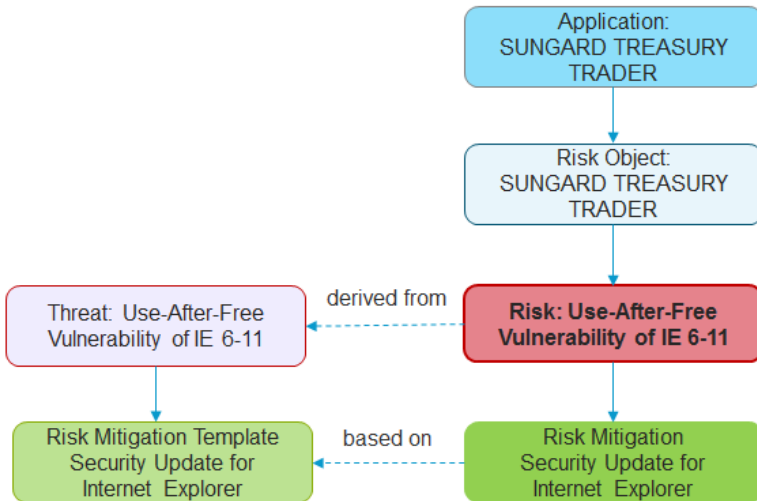 Application:
SUNGARD TREASURY
TRADER
Risk Object:
SUNGARD TREASURY
TRADER
derived from
Threat: Use-After-Free
Vulnerability of IE 6-11
Risk: Use-After-Free
Vulnerability of IE 6-11
Risk Mitigation Template
Security Update for
Internet Explorer
based on
Risk Mitigation
Security Update for
Internet Explorer